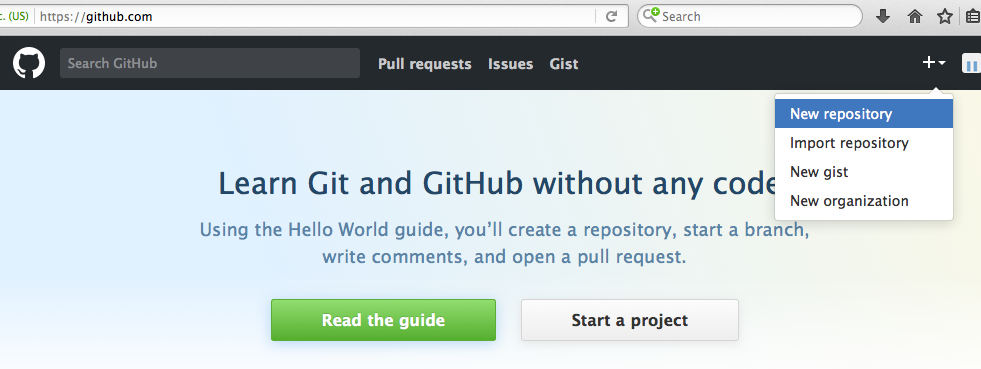 c. (US) https://github.com
Search
Search GitHub
Pull requests Issues Gist
New repository
Import repository
New gist
New organization
Learn Git and GitHub without any code
Using the Hello World guide, you’ll create a repository, start a branch,
write comments, and open a pull request.
Read the guide
Start a project